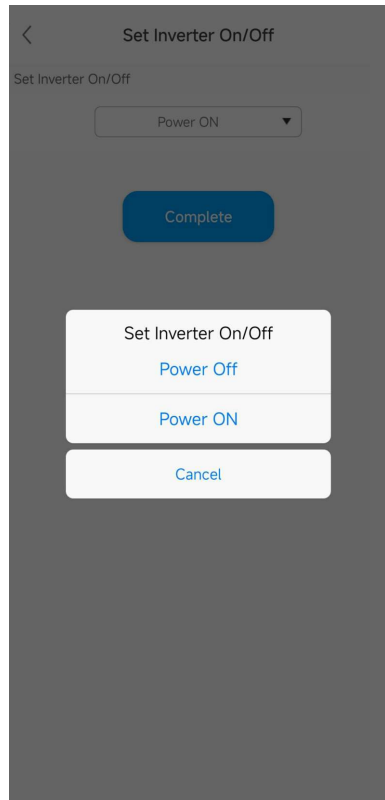 Set Inverter On/Off
Set Inverter On/Off
Power ON
Complete
Set Inverter On/Off
Power Off
Power ON
Cancel